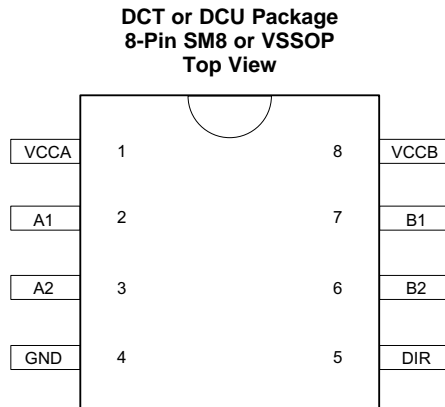 DCT or DCU Package
8-Pin SM8 or VSSOP
Top View
VCCA 1 8 VCCB
A1 2 7 B1
A2 3 6 B2
GND 4 5 DIR